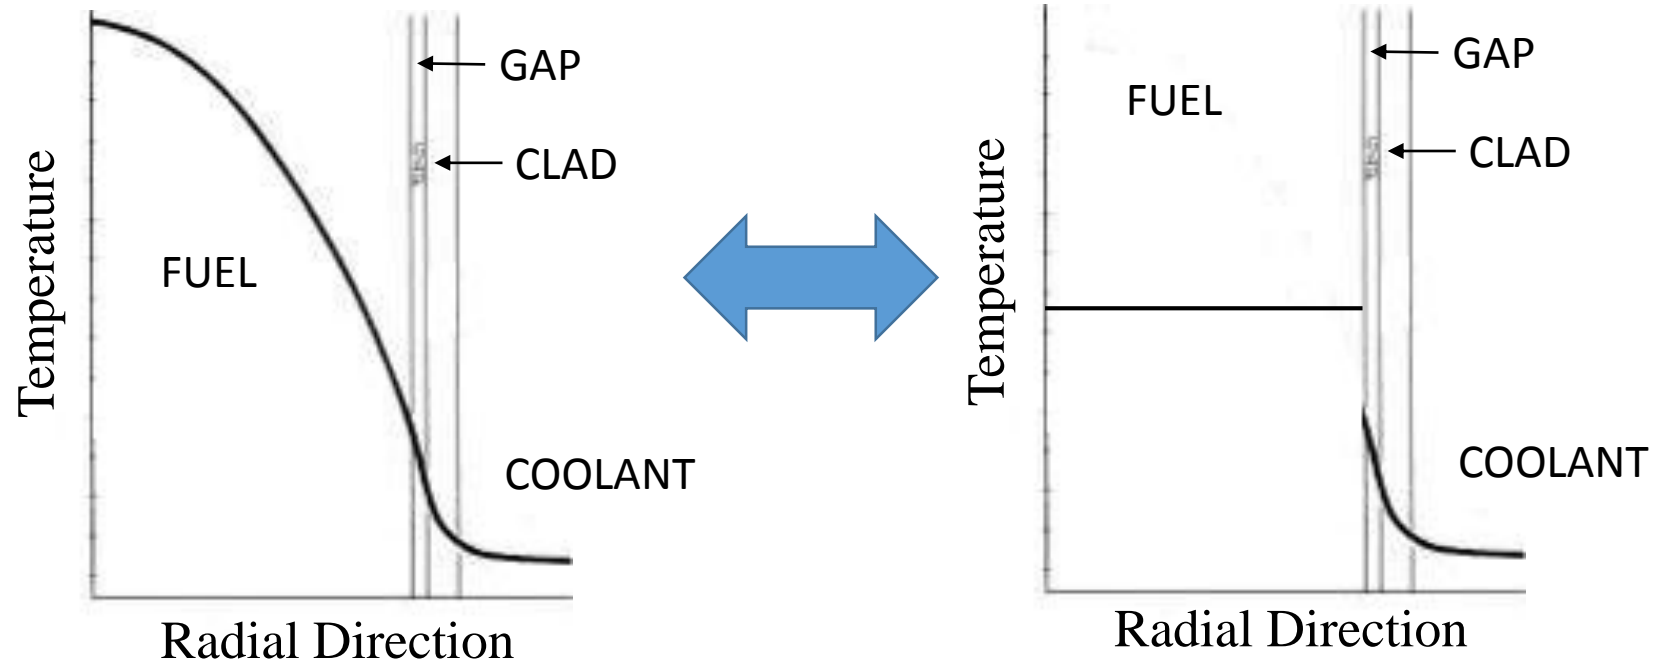 GAP
CLAD
FUEL
COOLANT
Temperature
Radial Direction
GAP
FUEL
CLAD
COOLANT
Temperature
Radial Direction